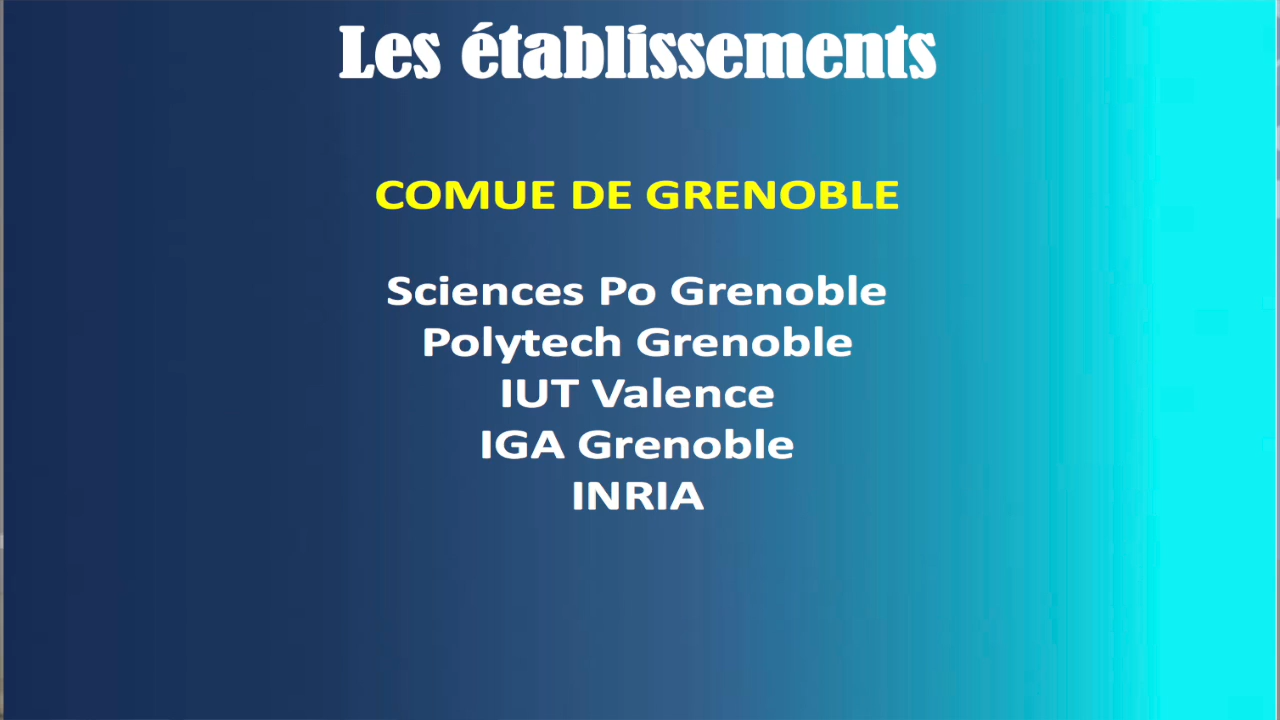 Les établissements
COMUE DE GRENOBLE
Sciences Po Grenoble
Polytech Grenoble
IUT Valence
IGA Grenoble
INRIA